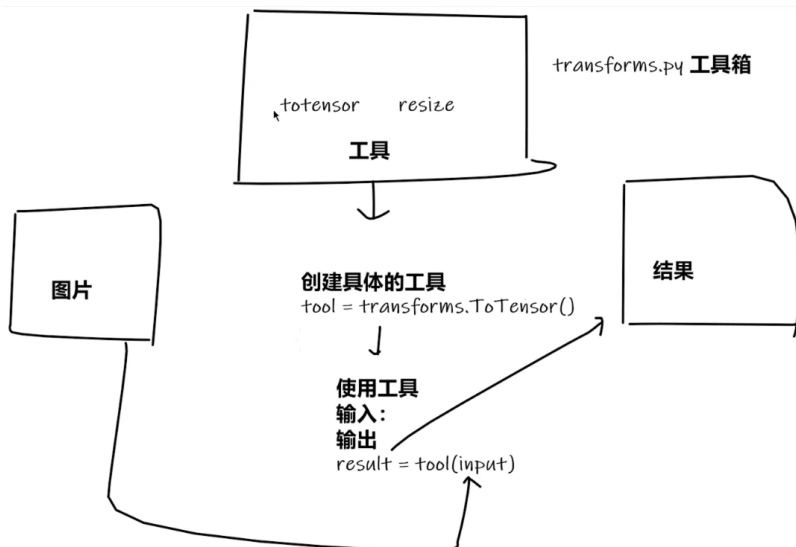 transforms.py 工具箱
totensor resize
工具
图片
创建具体的工具
tool = transforms.ToTensor()
使用工具
输入：
输出
result = tool(input)
结果